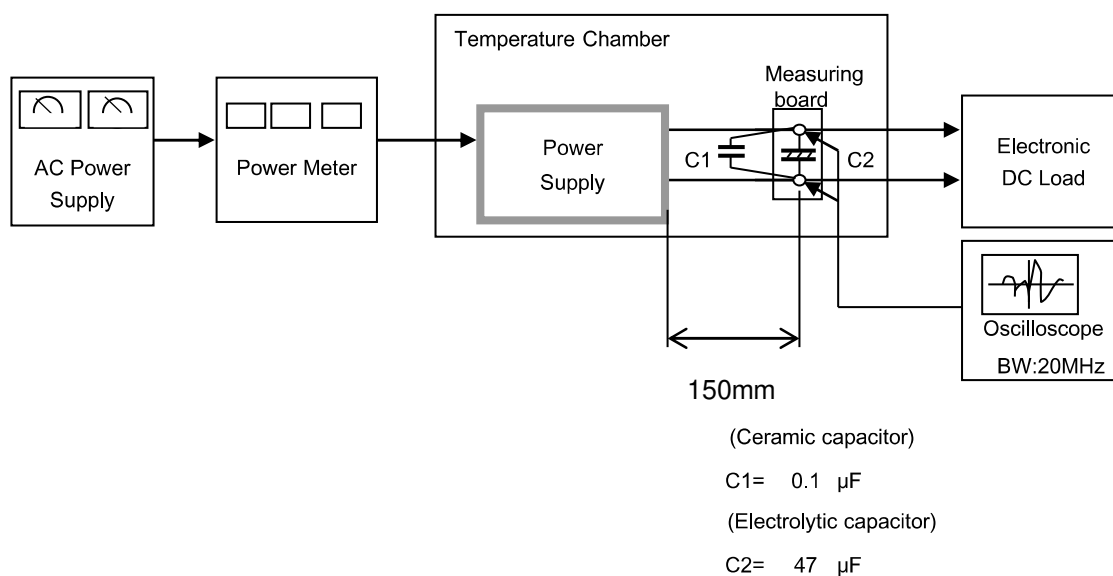 Temperature Chamber
Measuring
board
AC Power
Supply
Power Meter
Power
Supply
C1
C2
Electronic
DC Load
Oscilloscope
BW:20MHz
150mm
(Ceramic capacitor)
C1= 0.1 µF
(Electrolytic capacitor)
C2= 47 µF